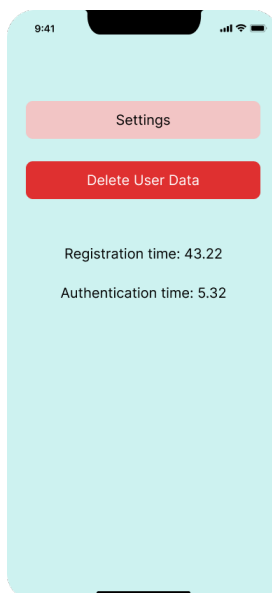 9:41
Settings
Delete User Data
Registration time: 43.22
Authentication time: 5.32